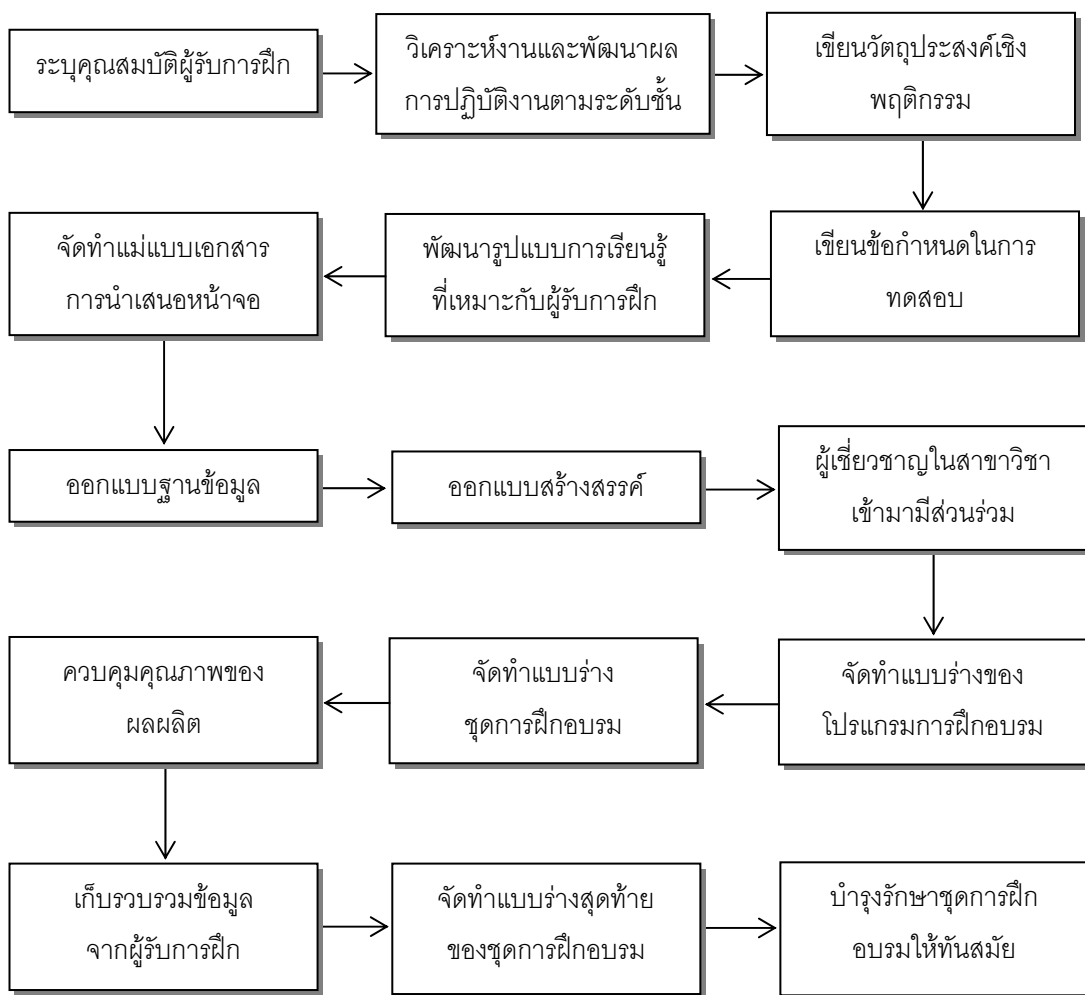 ระบุคุณสมบัติผู้รับการฝึก
วิเคราะห์งานและพัฒนาผล
การปฏิบัติงานตามระดับชั้น
เขียนวัตถุประสงค์เชิง
พฤติกรรม
เขียนข้อกำหนดในการ
ทดสอบ
พัฒนารูปแบบการเรียนรู้
ที่เหมาะกับผู้รับการฝึก
จัดทำแม่แบบเอกสาร
การนำเสนอหน้าจอ
ออกแบบฐานข้อมูล
ออกแบบสร้างสรรค์
ผู้เชี่ยวชาญในสาขาวิชา
เข้ามามีส่วนร่วม
จัดทำแบบร่างของ
โปรแกรมการฝึกอบรม
จัดทำแบบร่าง
ชุดการฝึกอบรม
ควบคุมคุณภาพของ
ผลผลิต
เก็บรวบรวมข้อมูล
จากผู้รับการฝึก
จัดทำแบบร่างสุดท้าย
ของชุดการฝึกอบรม
บำรุงรักษาชุดการฝึก
อบรมให้ทันสมัย